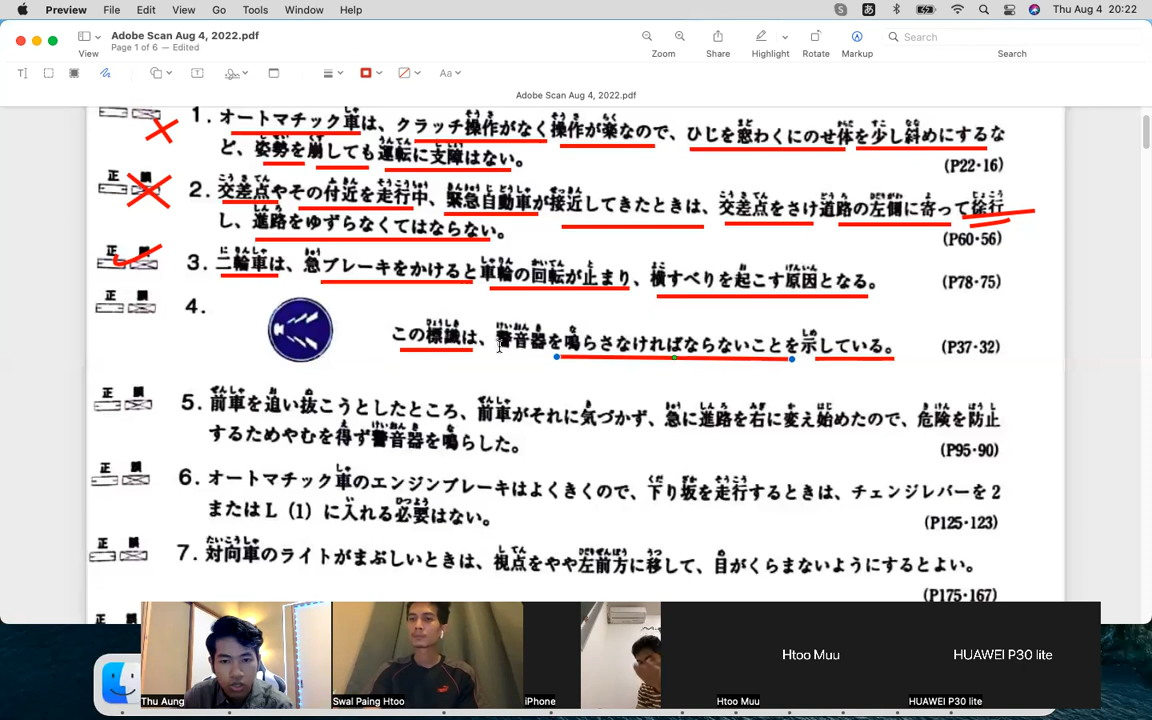 Preview File Edit View Go Tools Window Help
あ
Thu Aug 4 20:22
Adobe Scan Aug 4, 2022.pdf
Page 1 of 6 — Edited
View
Zoom Share Highlight Rotate Markup Search
Search
Aa
Adobe Scan Aug 4, 2022.pdf
1. オートマチック車は、クラッチ操作がなく操作が楽なので、ひじを窓わくにのせ体を少し斜めにするな
ど、姿勢を崩しても運転に支障はない。
(P22・16)
正 誤
2. 交差点やその付近を走行中、緊急自動車が接近してきたときは、交差点をさけ道路の左側に寄って徐行
し、進路をゆずらなくてはならない。
(P60・56)
正 誤
3. 二輪車は、急ブレーキをかけると車輪の回転が止まり、横すべりを起こす原因となる。
(P78・75)
正 誤
4.
この標識は、警音器を鳴らさなければならないことを示している。
(P37・32)
正 誤
5. 前車を追い抜こうとしたところ、前車がそれに気づかず、急に進路を右に変え始めたので、危険を防止
するためやむを得ず警音器を鳴らした。
(P95・90)
正 誤
6. オートマチック車のエンジンブレーキはよくきくので、下り坂を走行するときは、チェンジレバーを2
またはL（1）に入れる必要はない。
(P125・123)
正 誤
7. 対向車のライトがまぶしいときは、視点をやや左前方に移して、目がくらまないようにするとよい。
(P175・167)
正 誤
Thu Aung
Swal Paing Htoo
iPhone
Htoo Muu
Htoo Muu
HUAWEI P30 lite
HUAWEI P30 lite